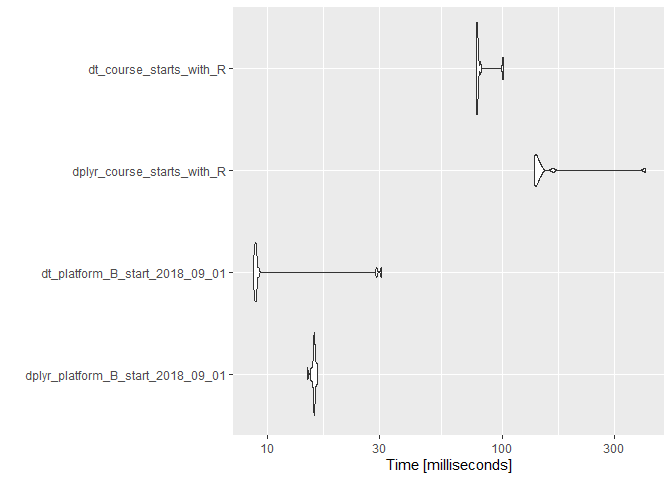 dt_course_starts_with_R
dplyr_course_starts_with_R
dt_platform_B_start_2018_09_01
dplyr_platform_B_start_2018_09_01
10 30 100 300
Time [milliseconds]